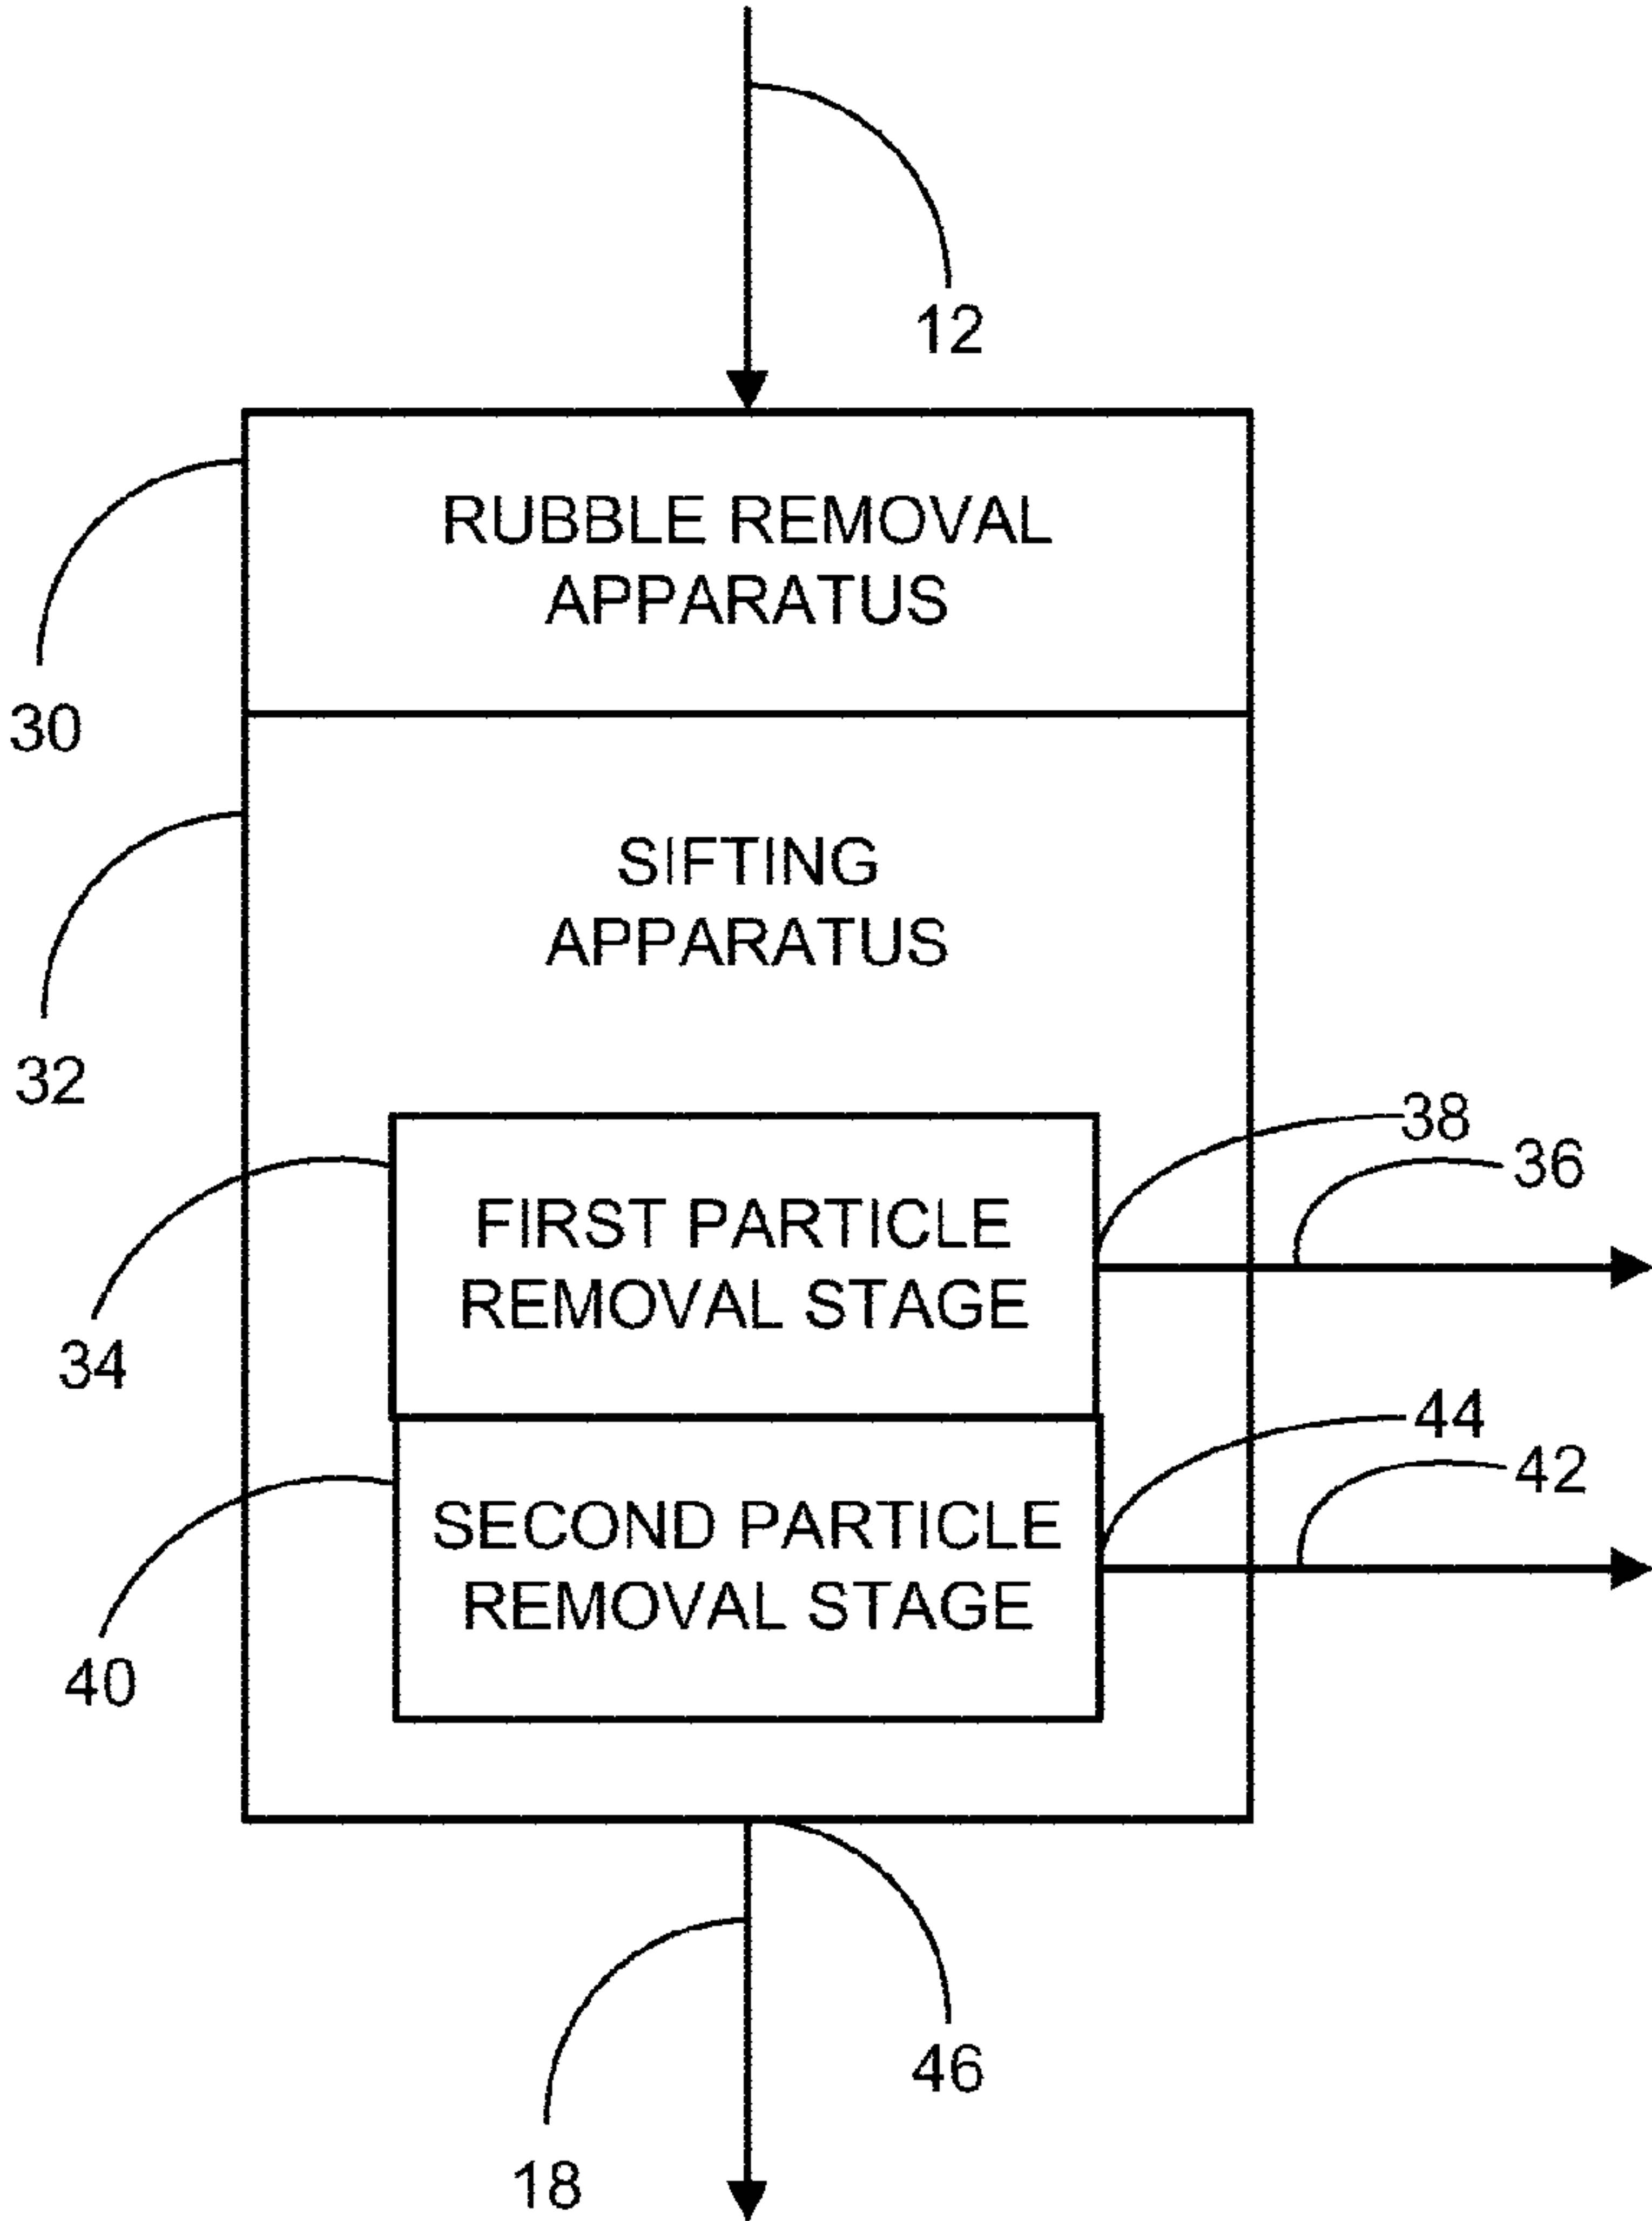 12
RUBBLE REMOVAL
APPARATUS
30
SIFTING
APPARATUS
32
38
36
FIRST PARTICLE
REMOVAL STAGE
34
44
42
SECOND PARTICLE
REMOVAL STAGE
40
46
18